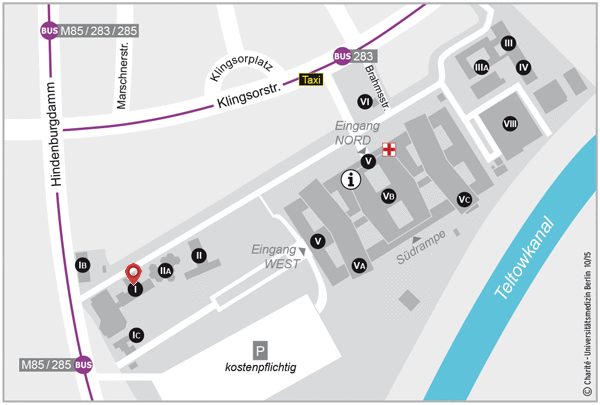 BUS M85 / 283 / 285
Marschnerstr.
Klingsorplatz
BUS 283
Klingsorstr.
Taxi
Brahmsstr.
Hindenburgdamm
III
IIIA
IV
VI
VIII
Eingang
NORD
V
i
VB
VC
V
VA
Eingang
WEST
Südrampe
Teltowkanal
IB
II
IIA
I
IC
M85 / 285 BUS
P
kostenpflichtig
© Charité - Universitätsmedizin Berlin 10/15